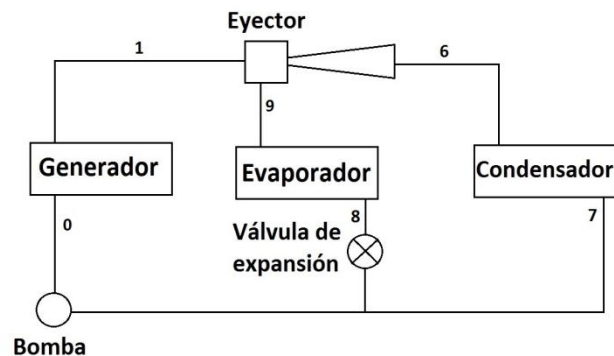 Eyector
1
6
9
Generador
Evaporador
Condensador
0
8
7
Válvula de
expansión
Bomba